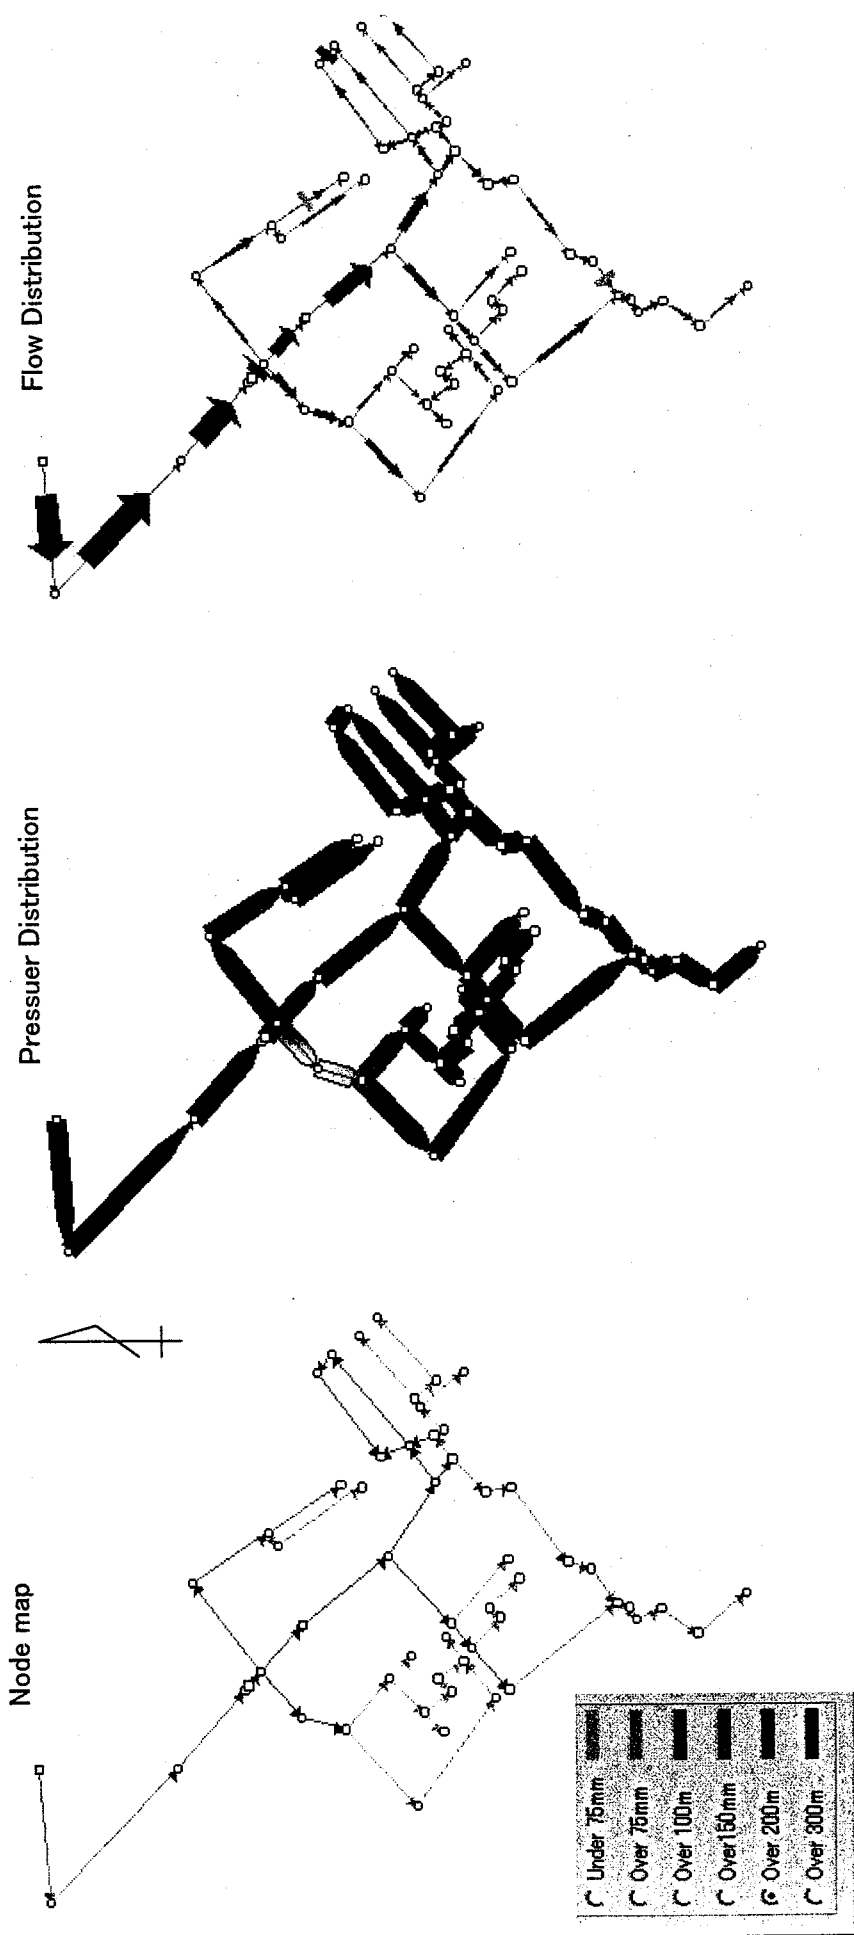 Node map
Pressuer Distribution
Flow Distribution
Under 75mm
Over 75mm
Over 100m
Over150mm
Over 200m
Over 300m